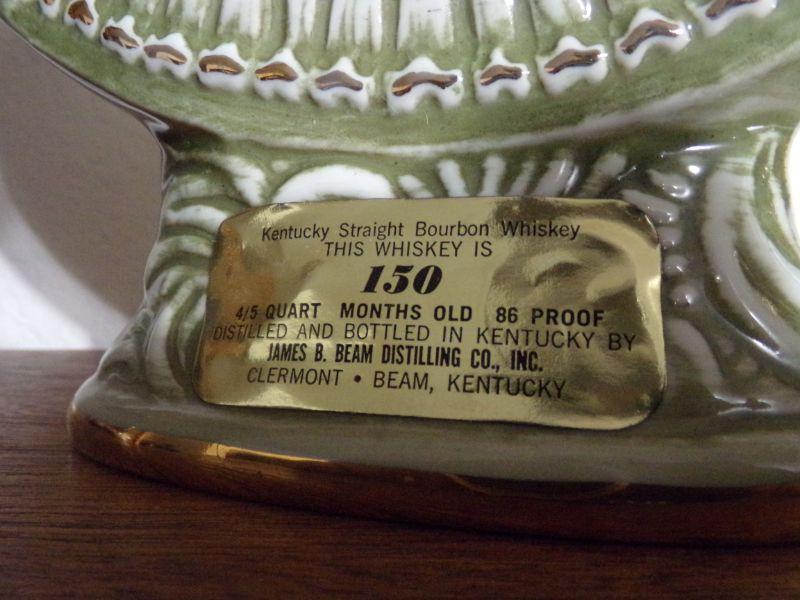 Kentucky Straight Bourbon Whiskey
THIS WHISKEY IS
150
4/5 QUART MONTHS OLD 86 PROOF
DISTILLED AND BOTTLED IN KENTUCKY BY
JAMES B. BEAM DISTILLING CO., INC.
CLERMONT • BEAM, KENTUCKY